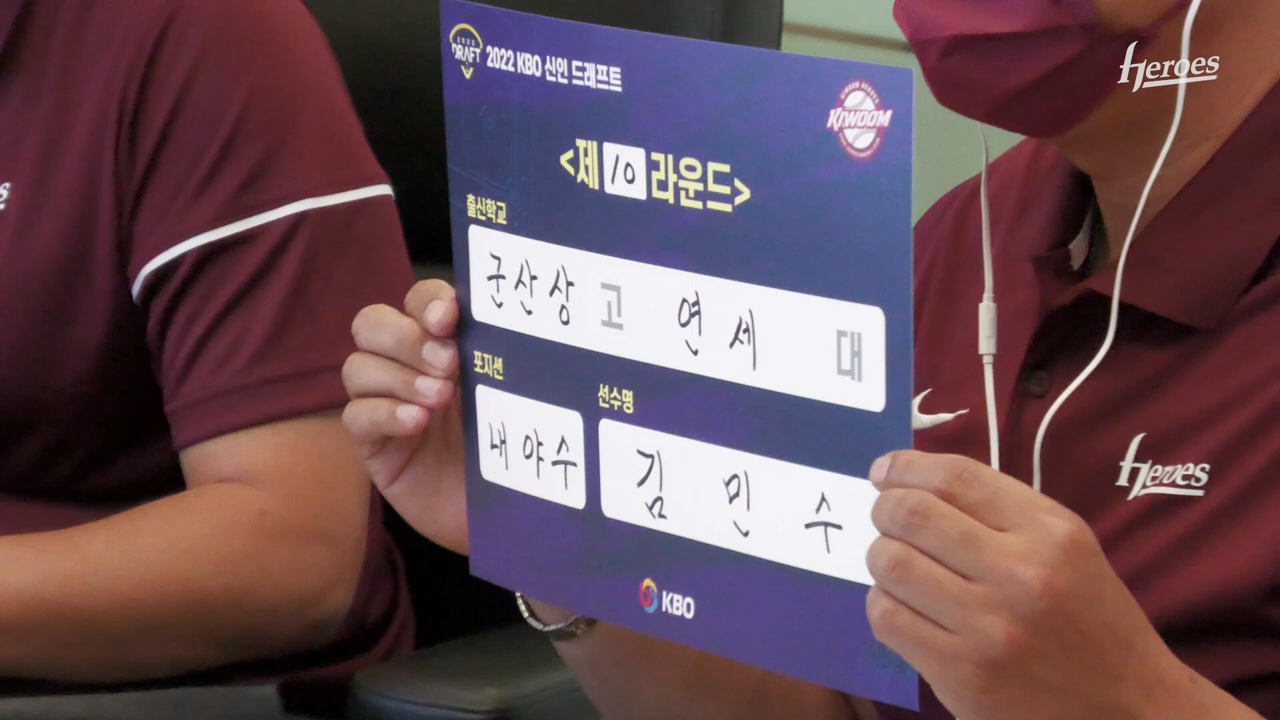 DRAFT
2022 KBO 신인 드래프트
KIWOOM
Heroes
<제 10 라운드>
출신학교
군산상 고 연세 대
포지션
선수명
내야수
김민수
Heroes
KBO